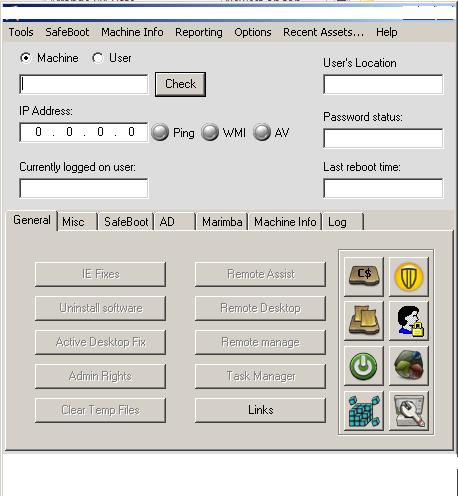 Tools SafeBoot Machine Info Reporting Options Recent Assets... Help
Machine User
User's Location
Check
IP Address:
Password status:
0 . 0 . 0 . 0 Ping WMI AV
Currently logged on user:
Last reboot time:
General Misc SafeBoot AD Marimba Machine Info Log
IE Fixes Remote Assist C$
Uninstall software Remote Desktop
Active Desktop Fix Remote manage
Admin Rights Task Manager
Clear Temp Files Links